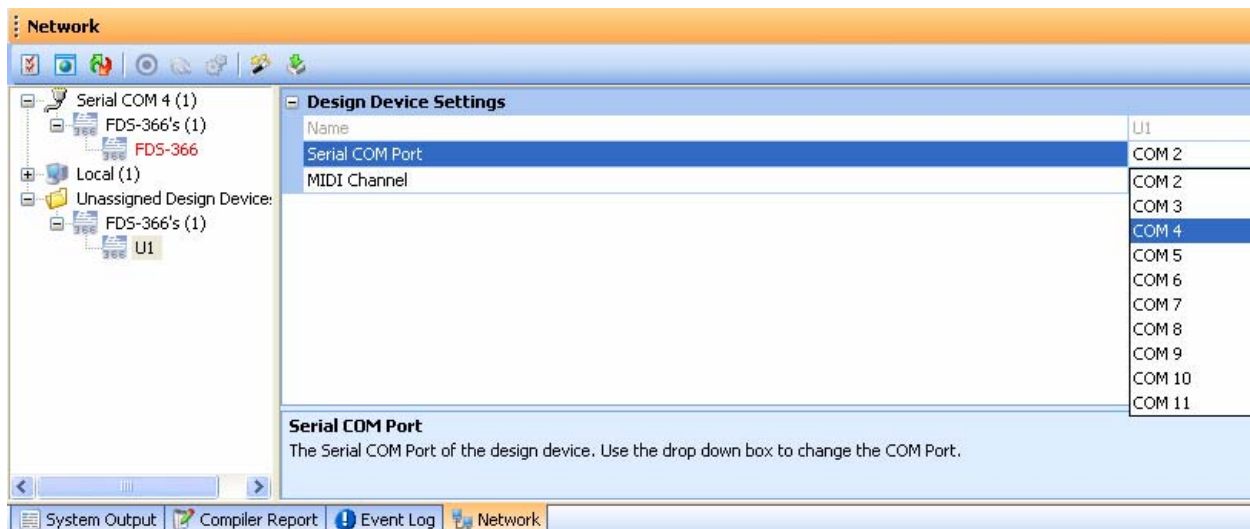 Network
Serial COM 4 (1)
FDS-366's (1)
FDS-366
Local (1)
Unassigned Design Devices
FDS-366's (1)
U1
Design Device Settings
Name U1
Serial COM Port COM 2
MIDI Channel
COM 2
COM 3
COM 4
COM 5
COM 6
COM 7
COM 8
COM 9
COM 10
COM 11
Serial COM Port
The Serial COM Port of the design device. Use the drop down box to change the COM Port.
System Output Compiler Report Event Log Network